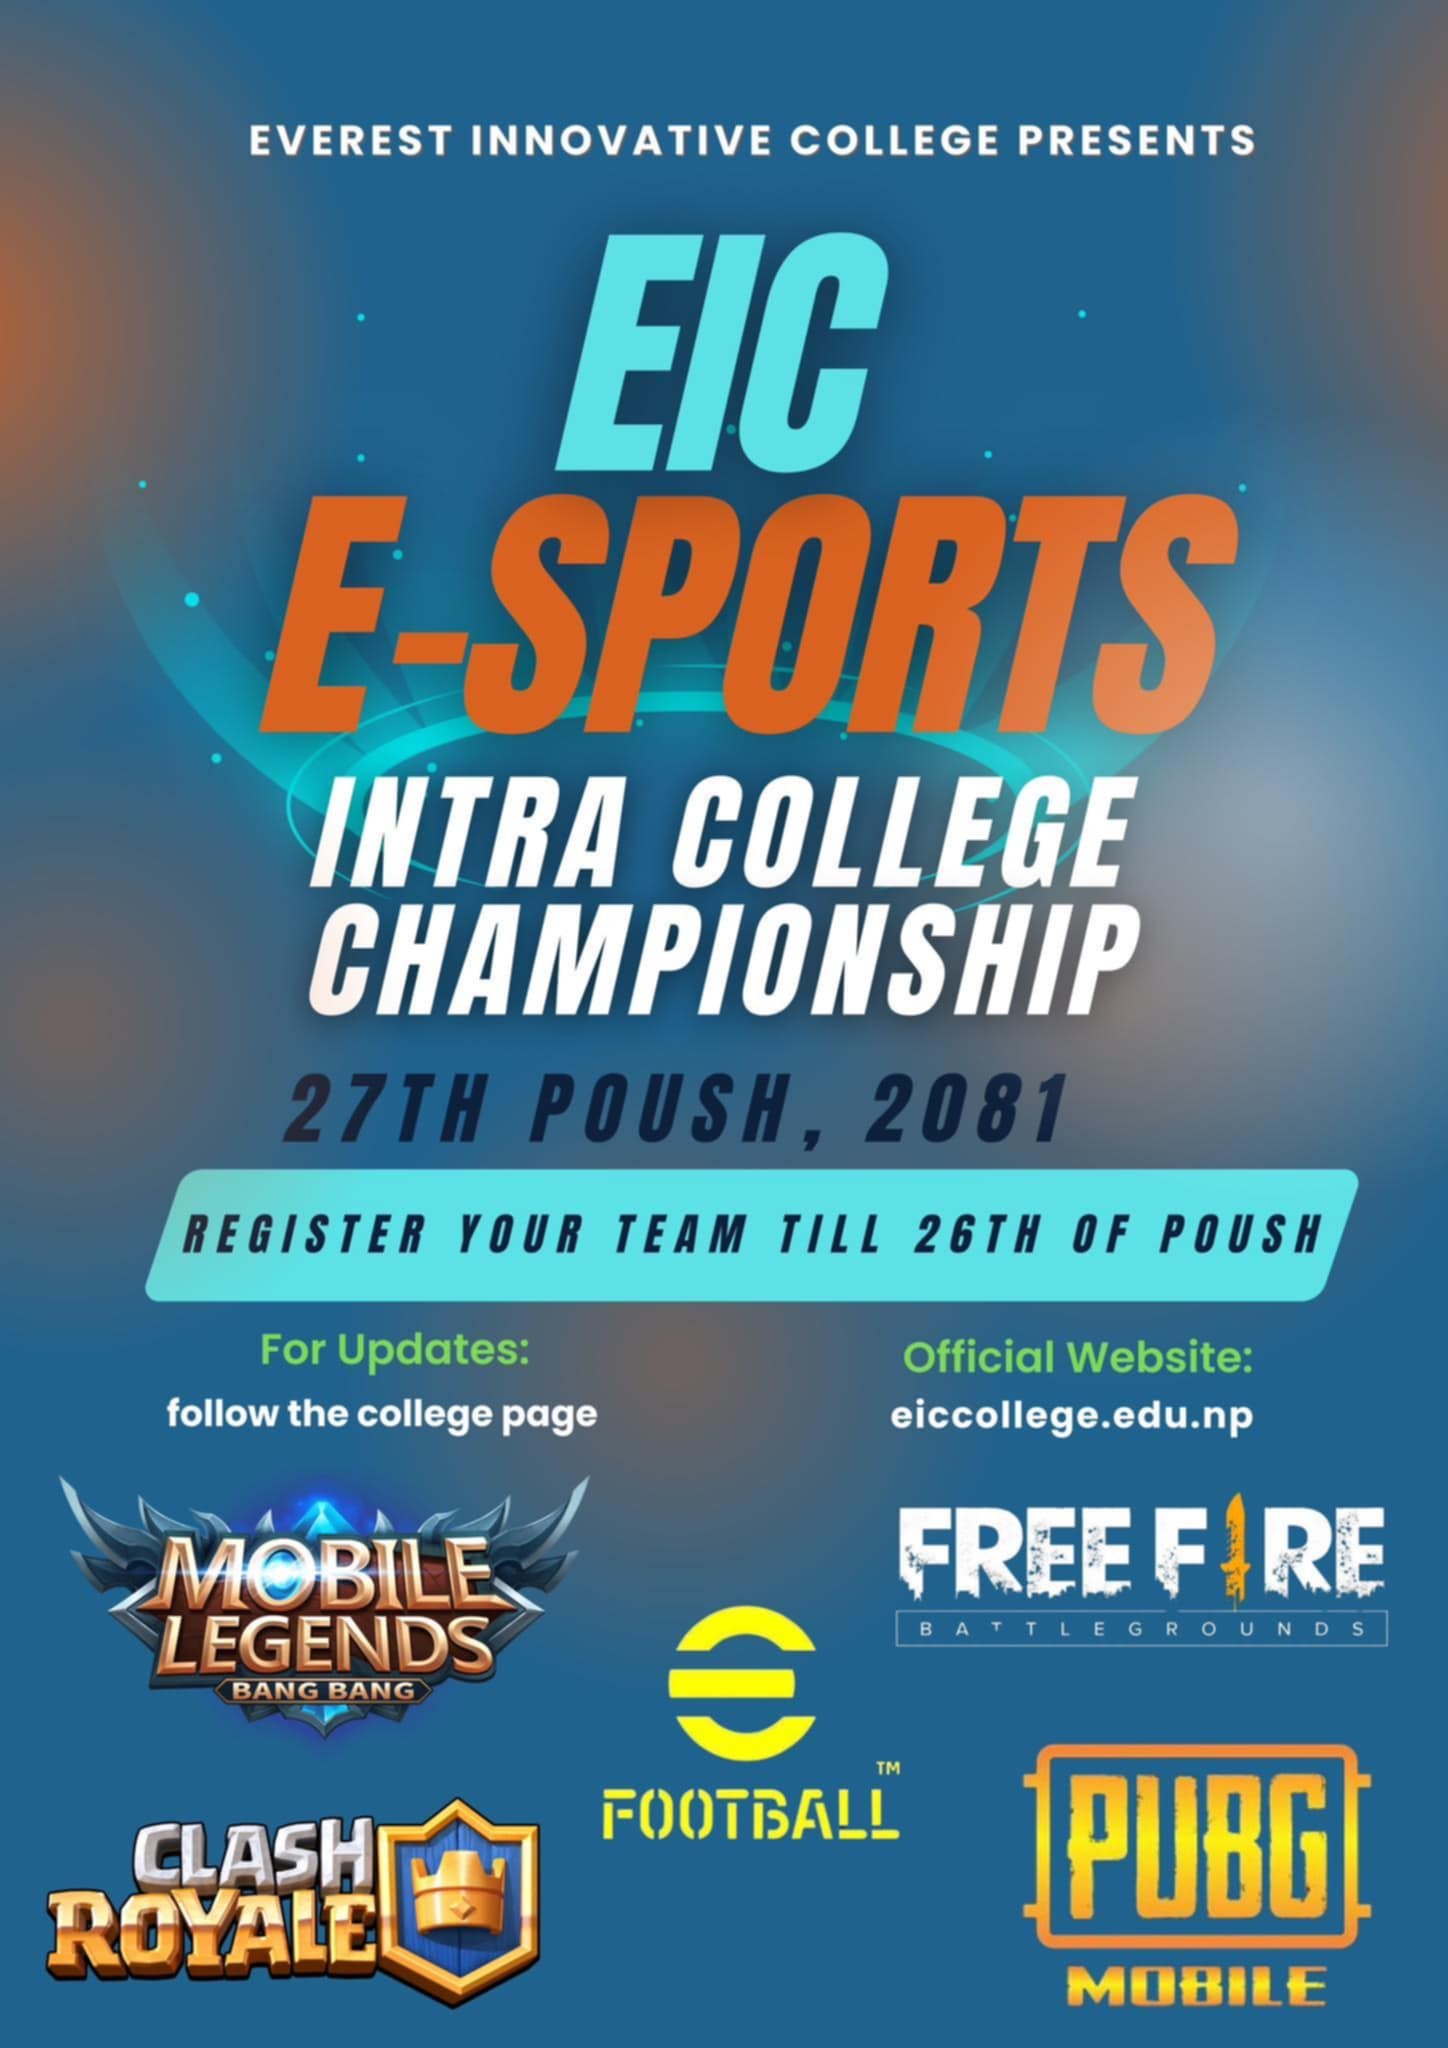 EVEREST INNOVATIVE COLLEGE PRESENTS
EIC
E-SPORTS
INTRA COLLEGE
CHAMPIONSHIP
27TH POUSH, 2081
REGISTER YOUR TEAM TILL 26TH OF POUSH
For Updates:
follow the college page
Official Website:
eiccollege.edu.np
MOBILE
LEGENDS
BANG BANG
FREE FIRE
BATTLEGROUNDS
FOOTBALL™
CLASH
ROYALE
PUBG
MOBILE